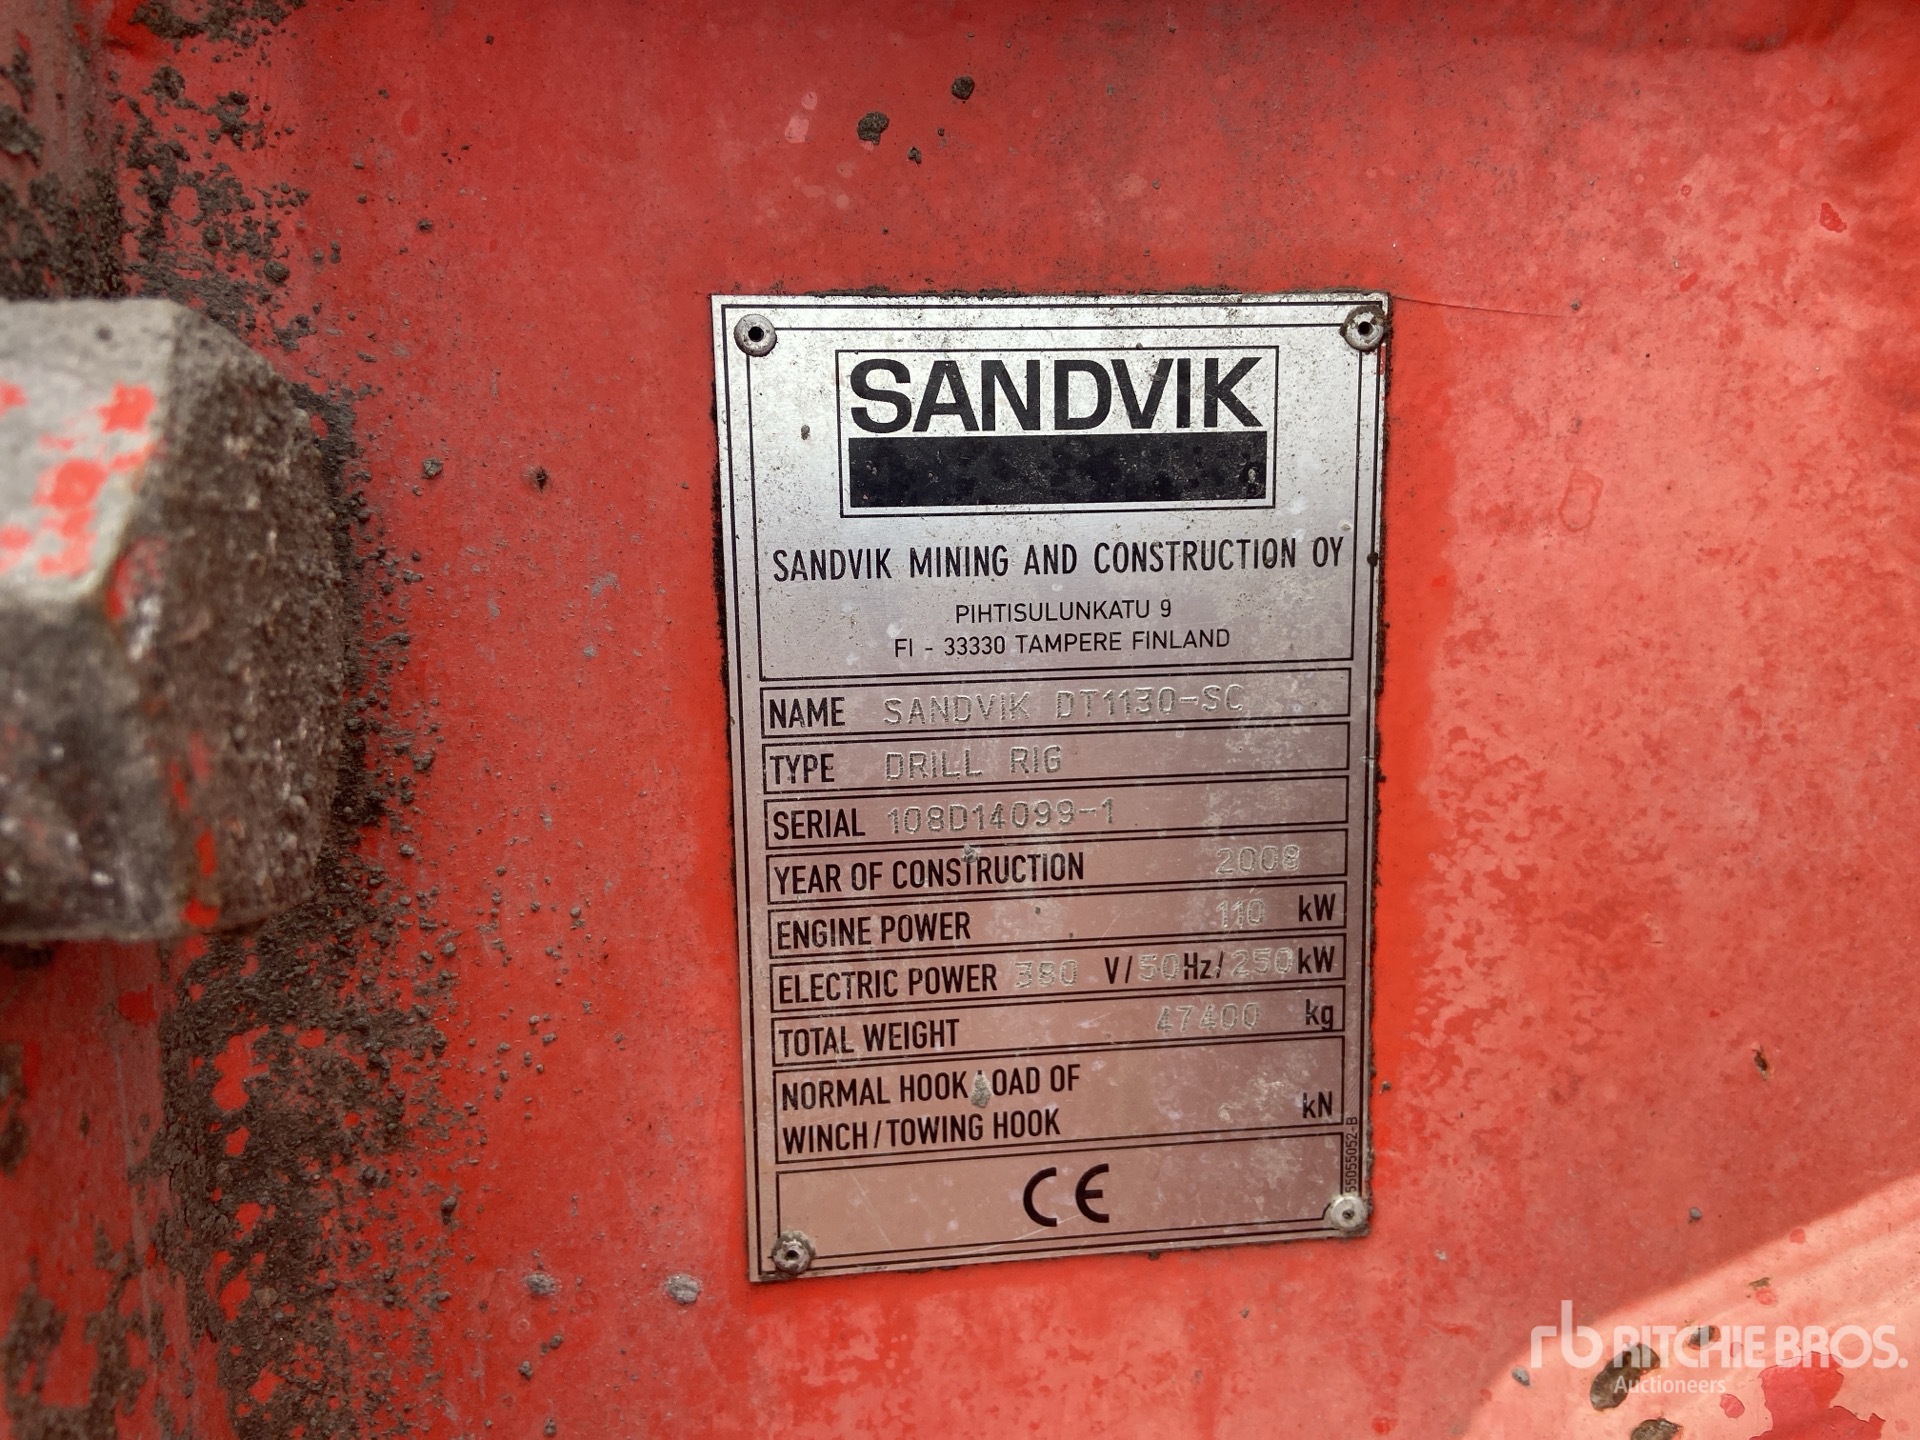 SANDVIK
SANDVIK MINING AND CONSTRUCTION OY
PIHTISULUNKATU 9
FI - 33330 TAMPERE FINLAND
NAME SANDVIK DT1130-SC
TYPE DRILL RIG
SERIAL 108D14099-1
YEAR OF CONSTRUCTION 2008
ENGINE POWER 110 kW
ELECTRIC POWER 380 V/50Hz/250kW
TOTAL WEIGHT 47400 kg
NORMAL HOOK LOAD OF
WINCH/TOWING HOOK kN
55055052-B
CE
rb RITCHIE BROS.
Auctioneers